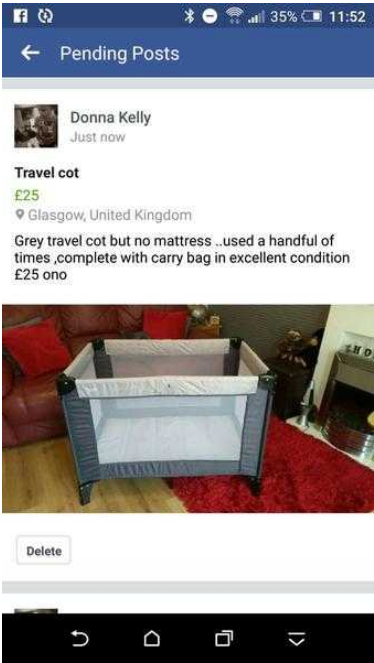 35% 11:52
Pending Posts
Donna Kelly
Just now
Travel cot
£25
Glasgow, United Kingdom
Grey travel cot but no mattress ..used a handful of
times ,complete with carry bag in excellent condition
£25 ono
Delete